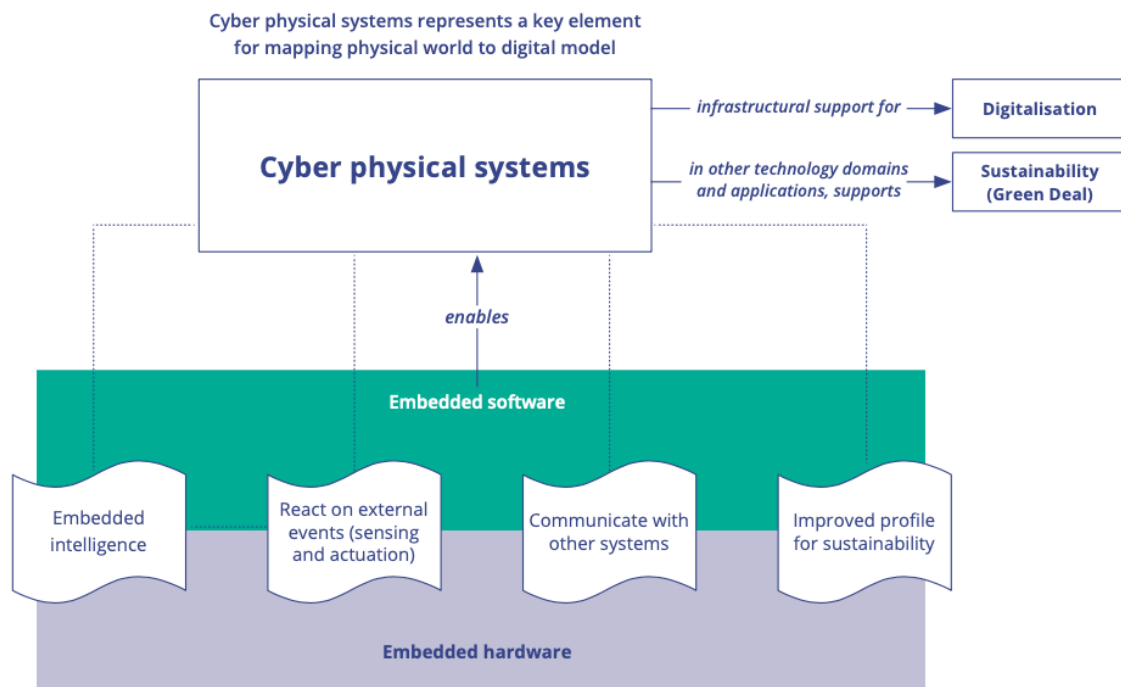 Cyber physical systems represents a key element
for mapping physical world to digital model
Cyber physical systems
infrastructural support for
Digitalisation
in other technology domains
and applications, supports
Sustainability
(Green Deal)
enables
Embedded software
Embedded
intelligence
React on external
events (sensing
and actuation)
Communicate with
other systems
Improved profile
for sustainability
Embedded hardware